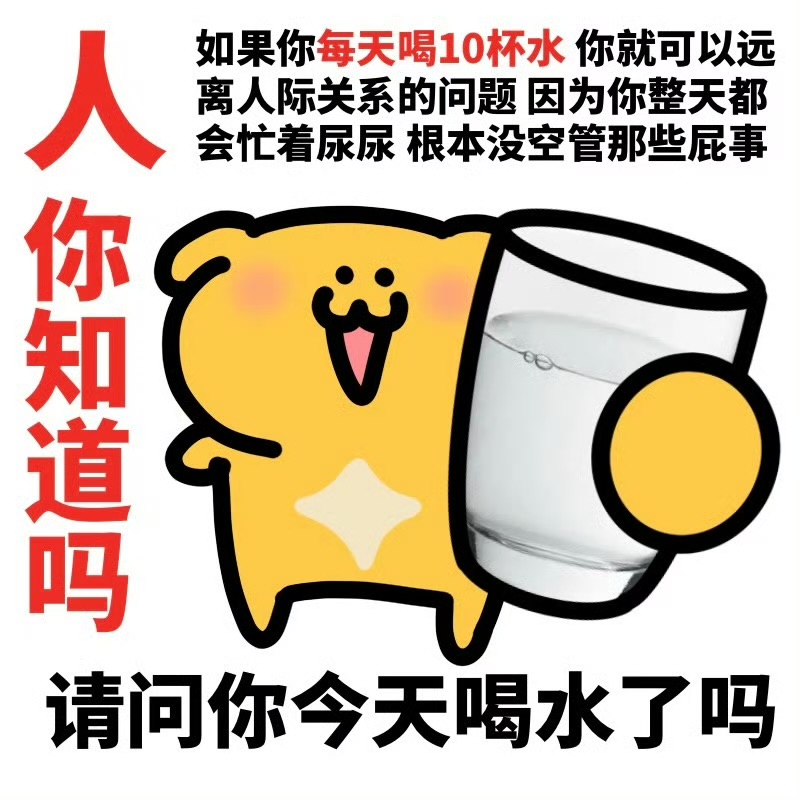 人
你知道吗
如果你每天喝10杯水 你就可以远
离人际关系的问题 因为你整天都
会忙着尿尿 根本没空管那些屁事
请问你今天喝水了吗